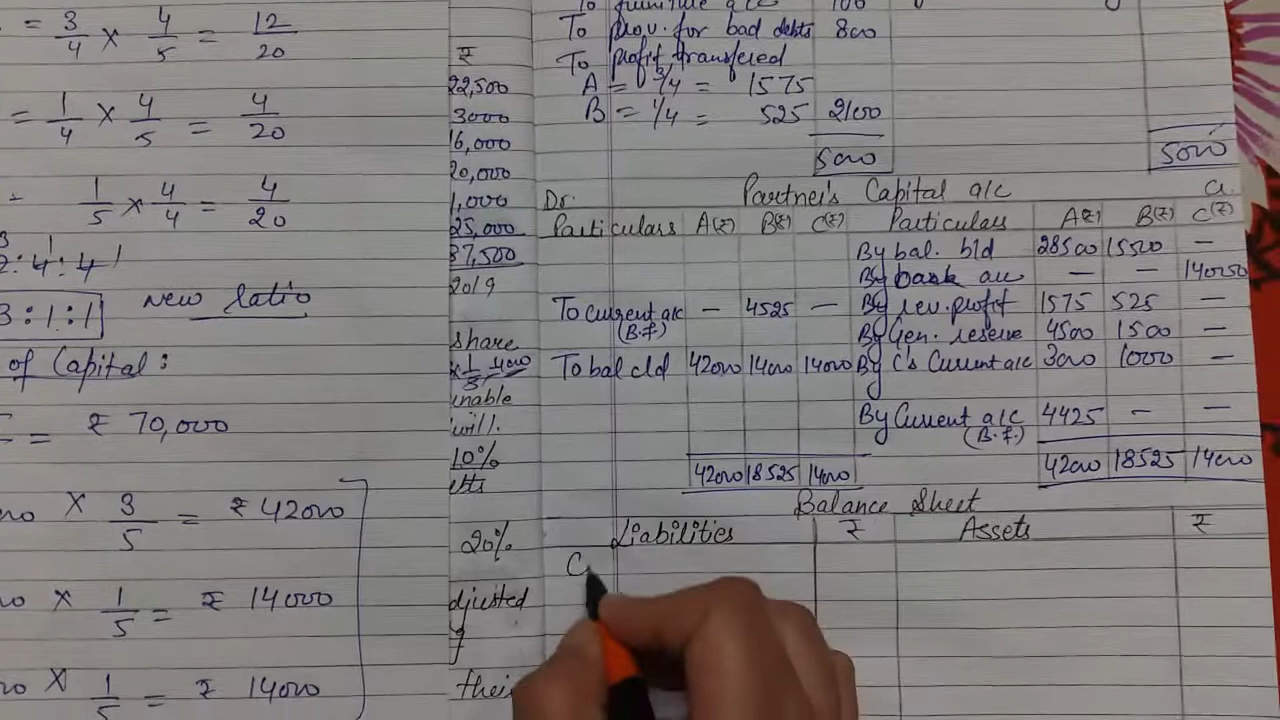 = 3/4 × 4/5 = 12/20
= 1/4 × 4/5 = 4/20
1/5 × 4/4 = 4/20
3:1:1 new ratio
of Capital:
= ₹ 70,000
× 3/5 = ₹ 42000
× 1/5 = ₹ 14000
× 1/5 = ₹ 14000
₹
22,500
3000
16,000
20,000
1,000
25,000
87,500
2019
share
will.
10%
20%
djusted
To prov. for bad debts 800
To profit transfered
A = 3/4 = 1575
B = 1/4 = 525 2100
5000 5000
Dr. Partner's Capital a/c
Particulars A(₹) B(₹) C(₹) Particulars A(₹) B(₹) C(₹)
By bal. b/d 28500 15500 —
By bank a/c — —
To current a/c — 4525 — By rev. profit 1575 525 —
(B.f)
By Gen. reserve 4500 1500 —
To bal c/d 42000 14000 14000 By C's Current a/c 3000 1000 —
By Current a/c 4425 — —
(B.f.)
42000 18525 14000 42000 18525 14000
Balance Sheet
Liabilities ₹ Assets ₹
C